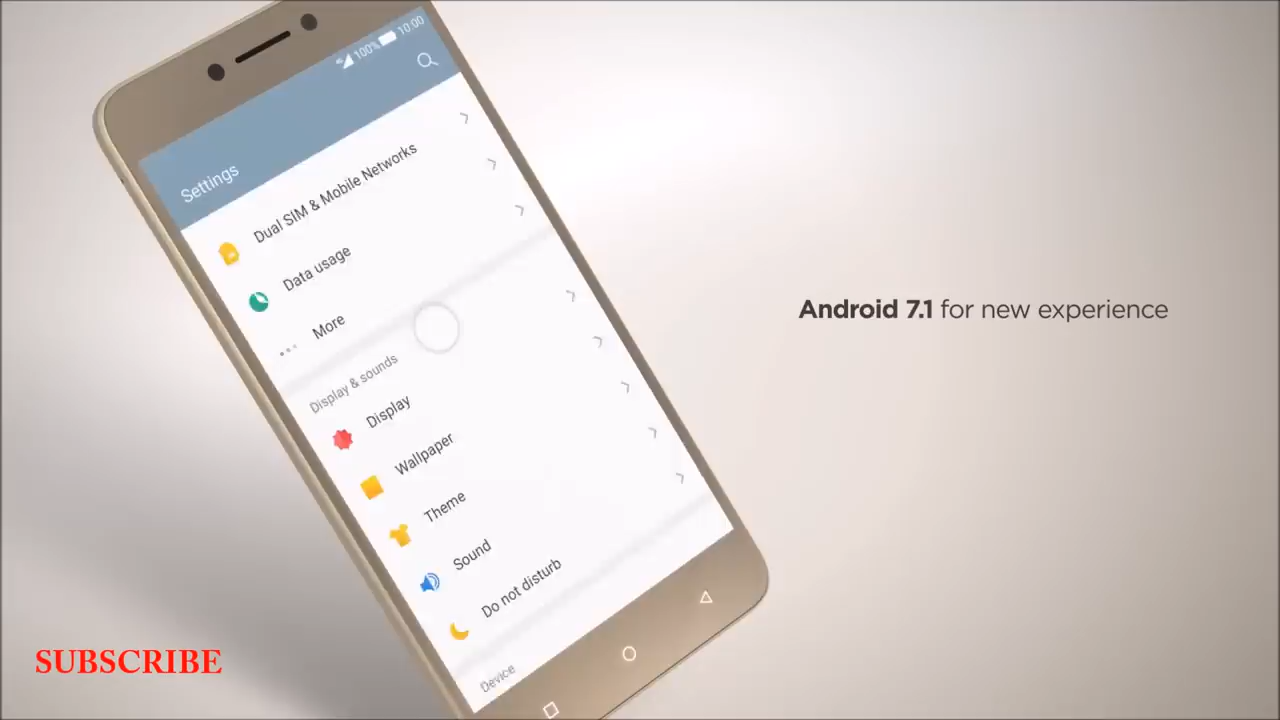 100% 10:00
Settings
Dual SIM & Mobile Networks
Data usage
More
Display & sounds
Display
Wallpaper
Theme
Sound
Do not disturb
Device
Android 7.1 for new experience
SUBSCRIBE